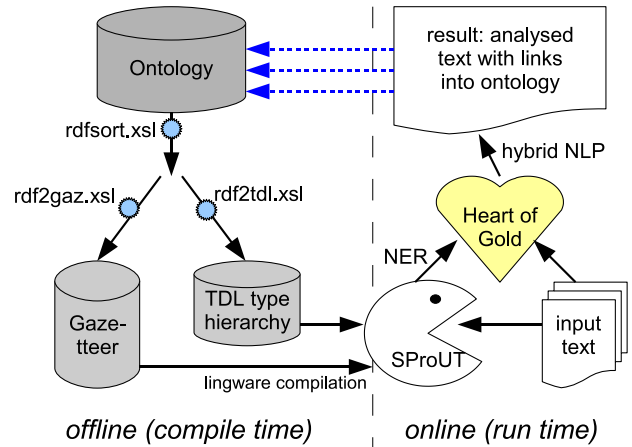 Ontology
result: analysed
text with links
into ontology
rdfsort.xsl
hybrid NLP
rdf2gaz.xsl
rdf2tdl.xsl
Heart of
Gold
NER
TDL type
hierarchy
Gaze-
tteer
SProUT
input
text
lingware compilation
offline (compile time)
online (run time)